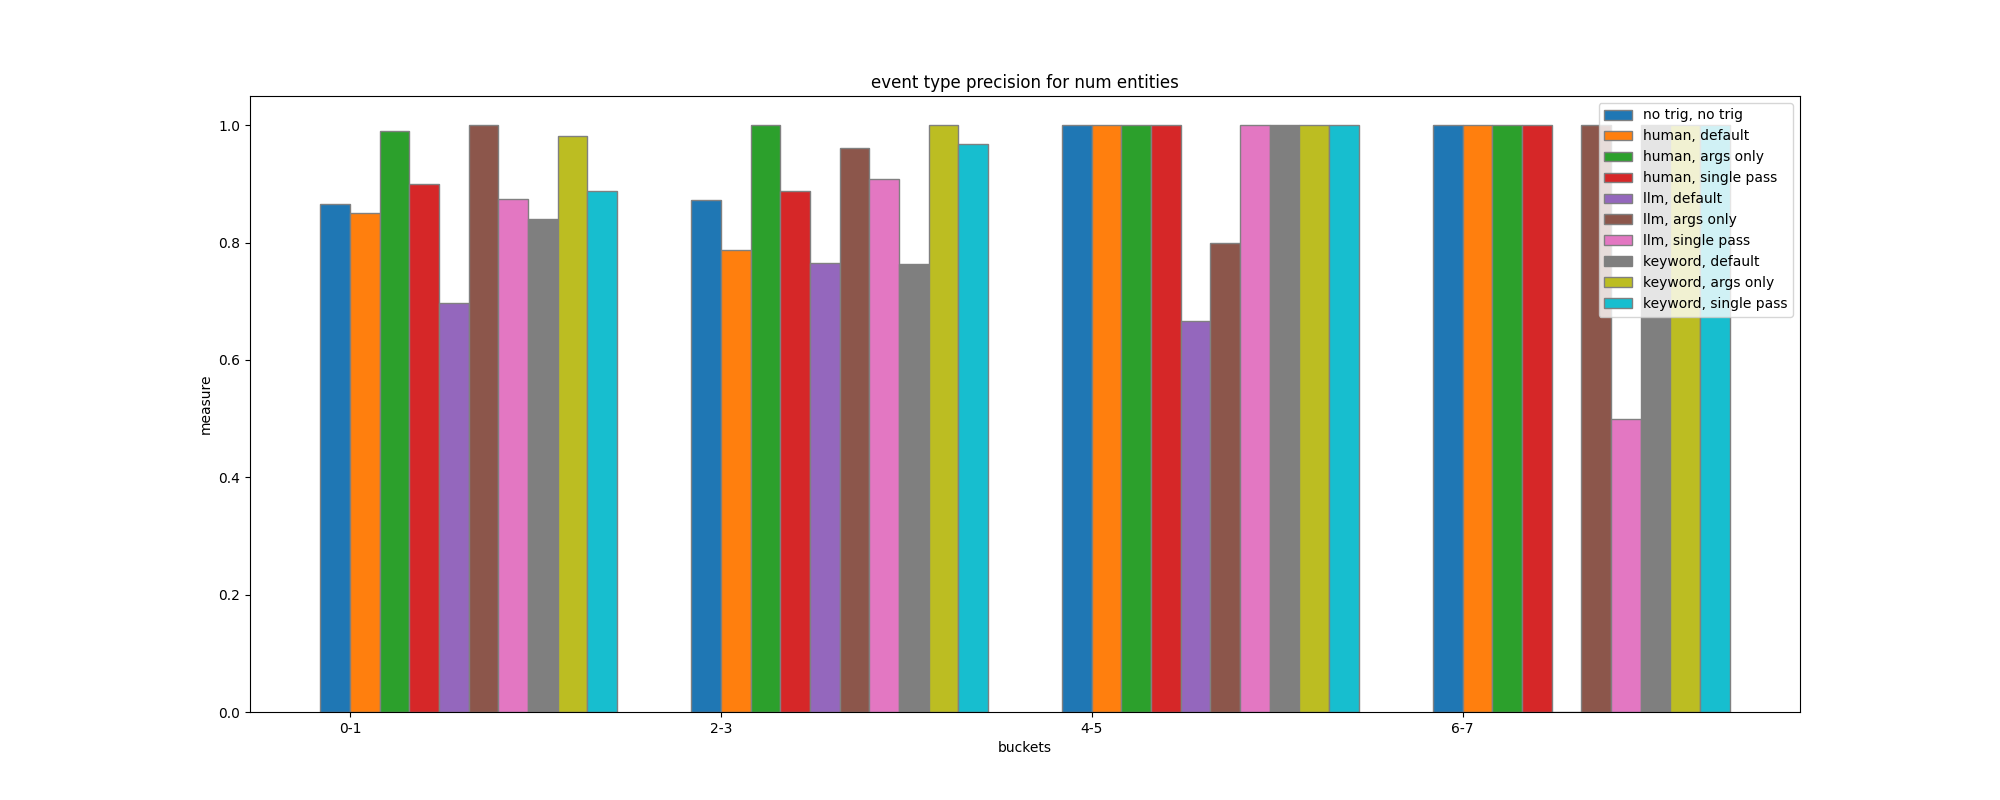 event type precision for num entities
1.0
0.8
0.6
0.4
0.2
0.0
measure
no trig, no trig
human, default
human, args only
human, single pass
llm, default
llm, args only
llm, single pass
keyword, default
keyword, args only
keyword, single pass
0-1
2-3
4-5
6-7
buckets